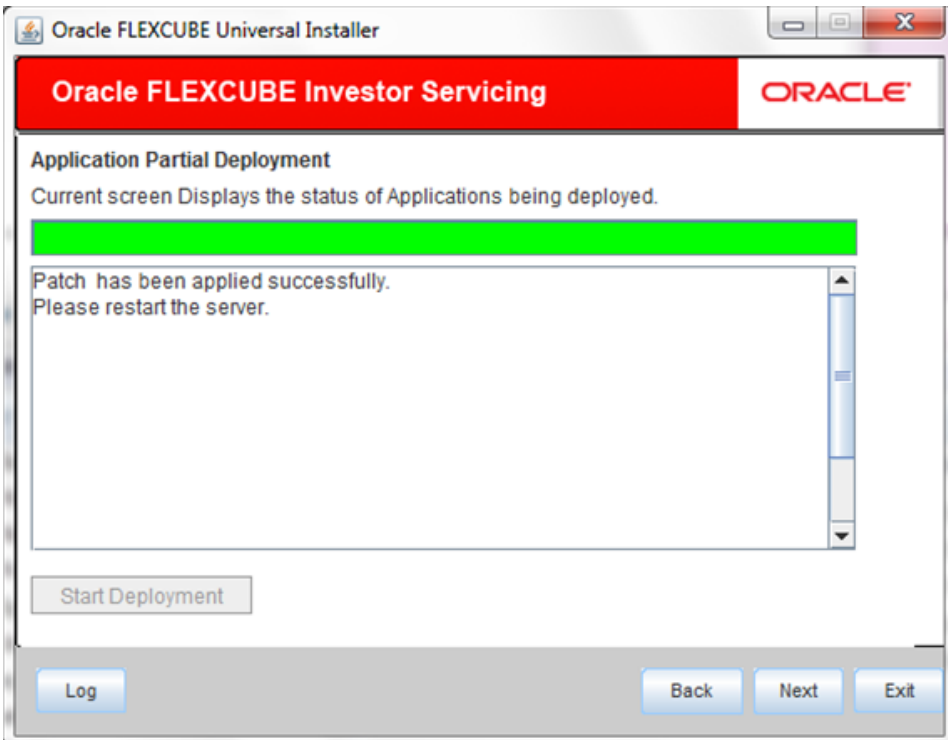 Oracle FLEXCUBE Universal Installer
Oracle FLEXCUBE Investor Servicing
ORACLE
Application Partial Deployment
Current screen Displays the status of Applications being deployed.
Patch  has been applied successfully.
Please restart the server.
Start Deployment
Log Back Next Exit